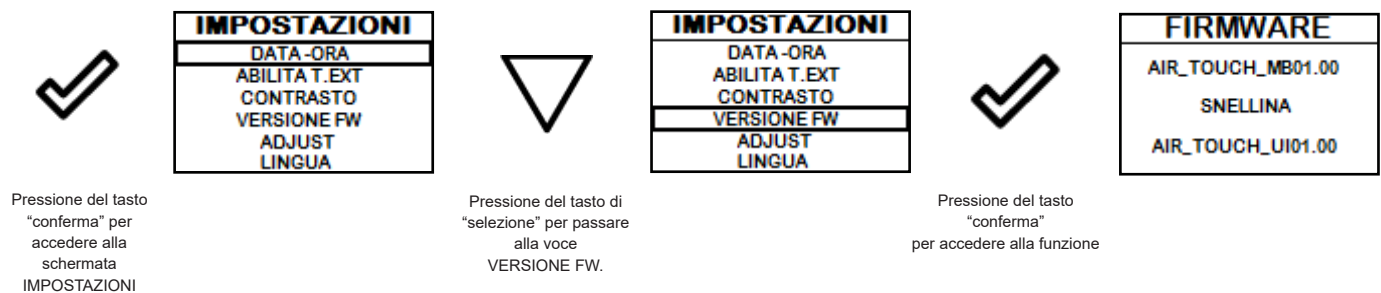 IMPOSTAZIONI
DATA-ORA
ABILITA T.EXT
CONTRASTO
VERSIONE FW
ADJUST
LINGUA
IMPOSTAZIONI
DATA-ORA
ABILITA T.EXT
CONTRASTO
VERSIONE FW
ADJUST
LINGUA
FIRMWARE
AIR_TOUCH_MB01.00
SNELLINA
AIR_TOUCH_UI01.00
Pressione del tasto
“conferma” per
accedere alla
schermata
IMPOSTAZIONI
Pressione del tasto di
“selezione” per passare
alla voce
VERSIONE FW.
Pressione del tasto
“conferma”
per accedere alla funzione